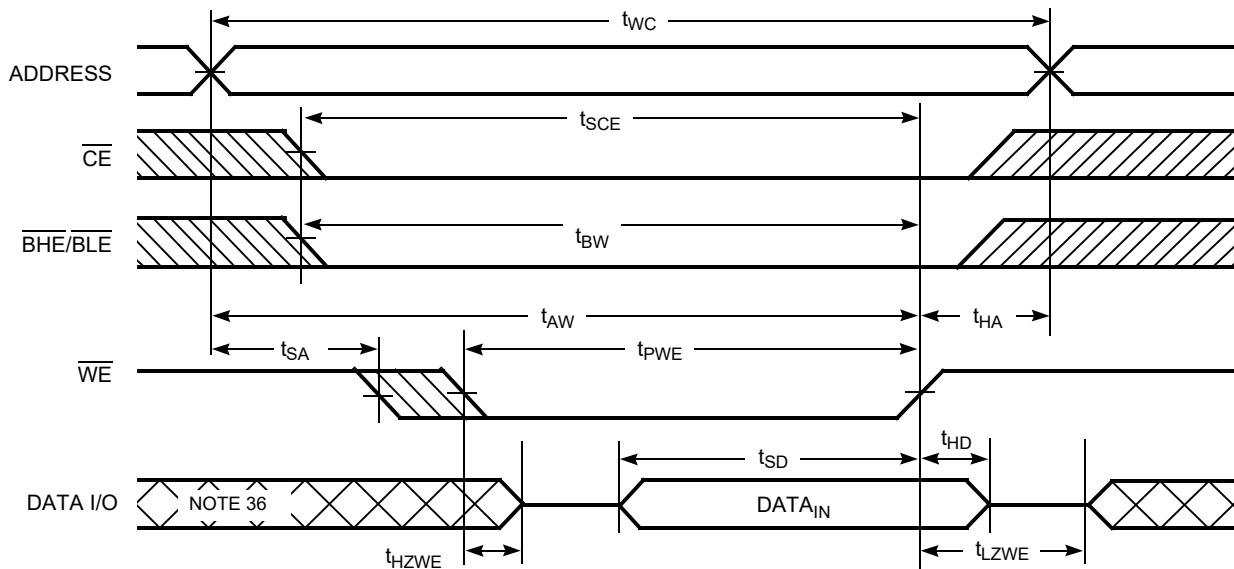 tWC
ADDRESS
tSCE
CE
BHE/BLE
tBW
tAW
tHA
tSA
tPWE
WE
tSD
tHD
DATA I/O
NOTE 36
DATAIN
tHZWE
tLZWE